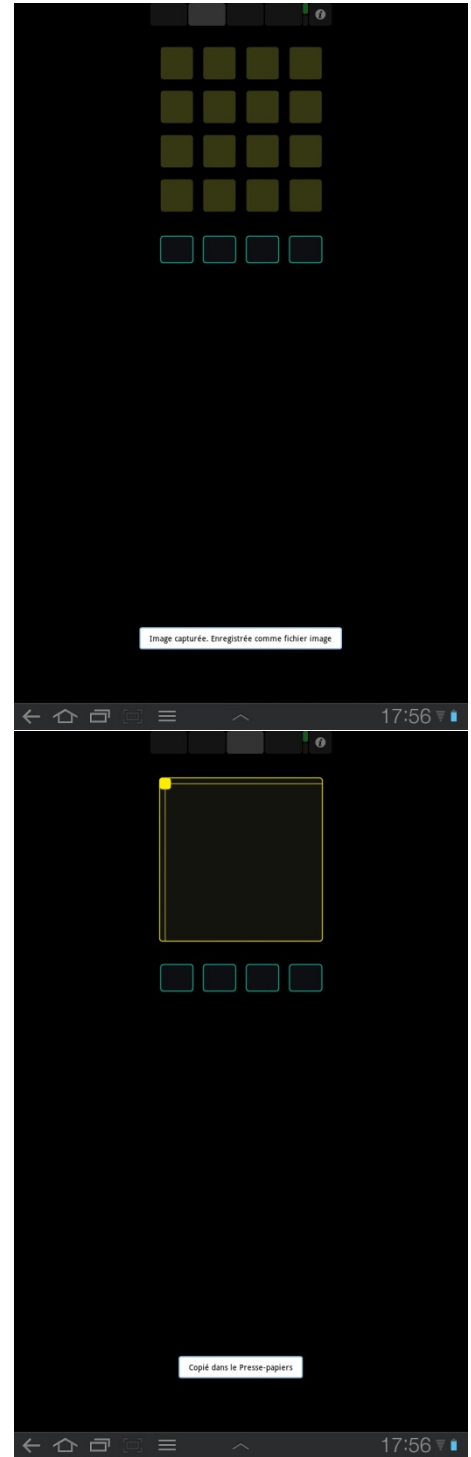 Image capturée. Enregistrée comme fichier image
17:56
Copié dans le Presse-papiers
17:56